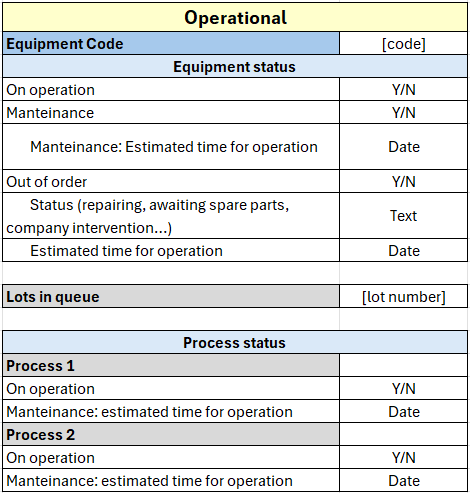 Operational
Equipment Code [code]
Equipment status
On operation Y/N
Manteinance Y/N
Manteinance: Estimated time for operation Date
Out of order Y/N
Status (repairing, awaiting spare parts,
company intervention...) Text
Estimated time for operation Date
Lots in queue [lot number]
Process status
Process 1
On operation Y/N
Manteinance: estimated time for operation Date
Process 2
On operation Y/N
Manteinance: estimated time for operation Date